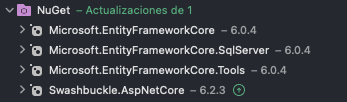 NuGet – Actualizaciones de 1
Microsoft.EntityFrameworkCore – 6.0.4
Microsoft.EntityFrameworkCore.SqlServer – 6.0.4
Microsoft.EntityFrameworkCore.Tools – 6.0.4
Swashbuckle.AspNetCore – 6.2.3